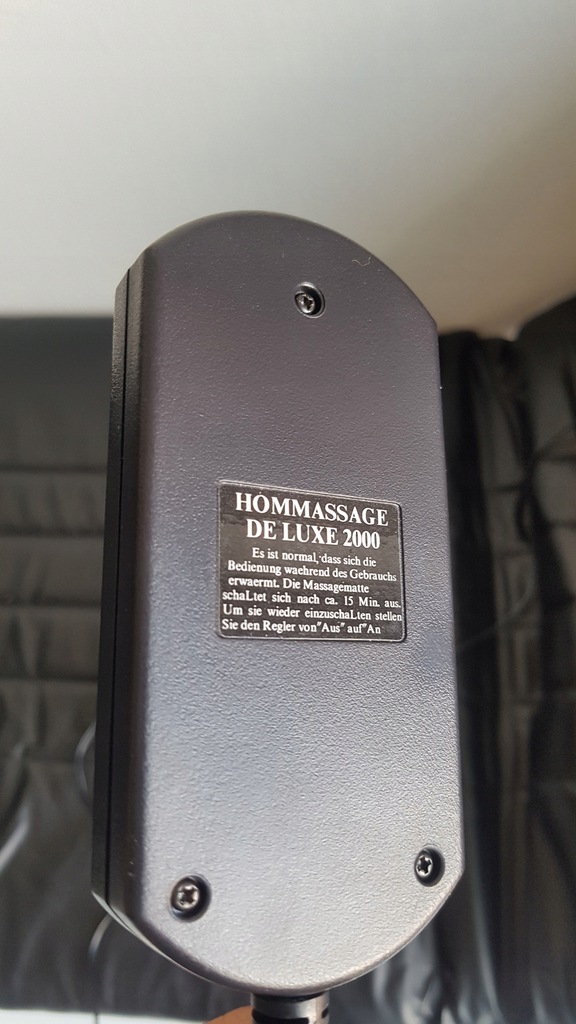 HOMMASSAGE
DE LUXE 2000
Es ist normal, dass sich die
Bedienung waehrend des Gebrauchs
erwaermt. Die Massagematte
schaLtet sich nach ca. 15 Min. aus.
Um sie wieder einzuschaLten stellen
Sie den Regler von"Aus" auf"An